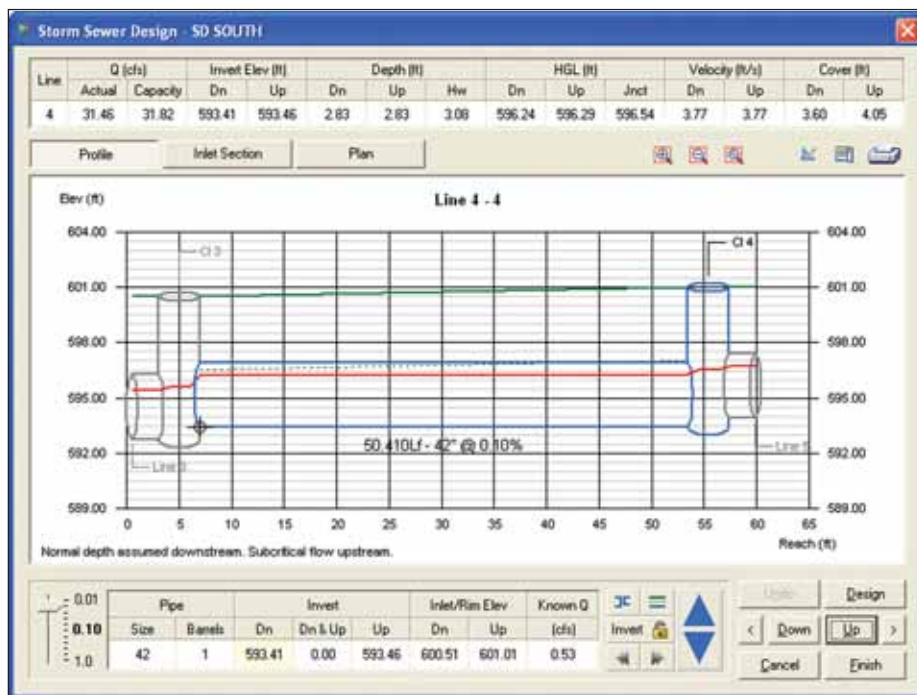 Storm Sewer Design - SD SOUTH
Line Q (cfs) Invert Elev (ft) Depth (ft) HGL (ft) Velocity (ft/s) Cover (ft)
Actual Capacity Dn Up Dn Up Hw Dn Up Jnct Dn Up Dn Up
4 31.46 31.82 593.41 593.46 2.83 2.83 3.08 596.24 596.29 596.54 3.77 3.77 3.60 4.05
Profile Inlet Section Plan
Elev (ft) Line 4 - 4
604.00 604.00
CI 3 CI 4
601.00 601.00
598.00 598.00
595.00 595.00
50.410Lf - 42" @ 0.10%
592.00 Line 5 592.00
Line 3
589.00 589.00
0 5 10 15 20 25 30 35 40 45 50 55 60 65
Reach (ft)
Normal depth assumed downstream. Subcritical flow upstream.
0.01 Pipe Invert Inlet/Rim Elev Known Q Undo Design
0.10 Size Barrels Dn Dn & Up Up Dn Up (cfs) Invert < Down Up >
1.0 42 1 593.41 0.00 593.46 600.51 601.01 0.53 Cancel Finish